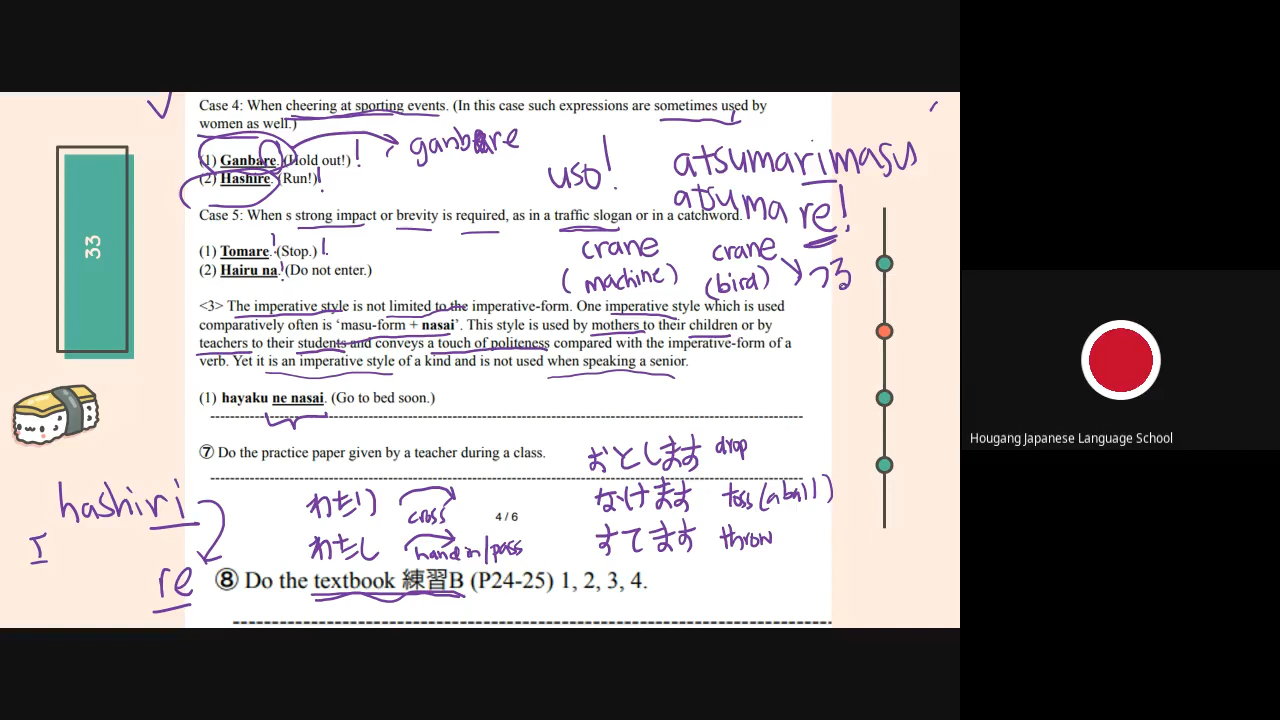 Case 4: When cheering at sporting events. (In this case such expressions are sometimes used by
women as well.)
(1) Ganbare. (Hold out!) !
ganbare
(2) Hashire. (Run!) !
uso!
atsumarimasu
atsumare!
Case 5: When s strong impact or brevity is required, as in a traffic slogan or in a catchword.
(1) Tomare. (Stop.) !
(2) Hairu na. (Do not enter.)
crane
(machine)
crane
(bird)
つる
33
<3> The imperative style is not limited to the imperative-form. One imperative style which is used
comparatively often is ‘masu-form + nasai’. This style is used by mothers to their children or by
teachers to their students and conveys a touch of politeness compared with the imperative-form of a
verb. Yet it is an imperative style of a kind and is not used when speaking a senior.
(1) hayaku ne nasai. (Go to bed soon.)
⑦ Do the practice paper given by a teacher during a class.
おとします drop
なげます toss (a ball)
すてます throw
わたり cross
わたし hand in/pass
4 / 6
hashiri
I
re
⑧ Do the textbook 練習B (P24-25) 1, 2, 3, 4.
Hougang Japanese Language School